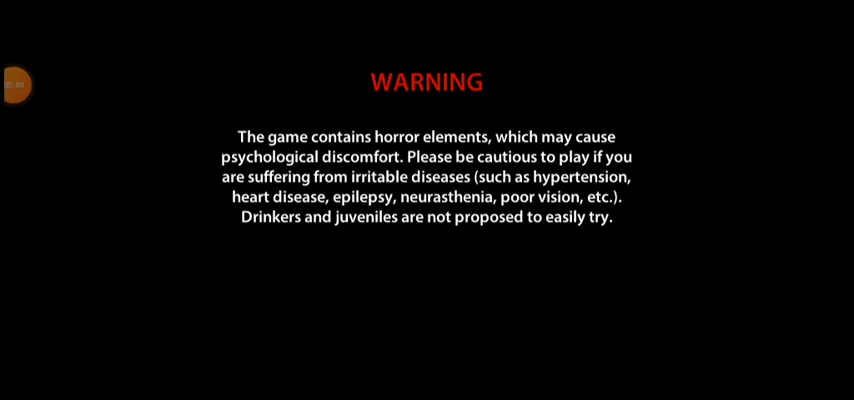 WARNING
The game contains horror elements, which may cause
psychological discomfort. Please be cautious to play if you
are suffering from irritable diseases (such as hypertension,
heart disease, epilepsy, neurasthenia, poor vision, etc.).
Drinkers and juveniles are not proposed to easily try.